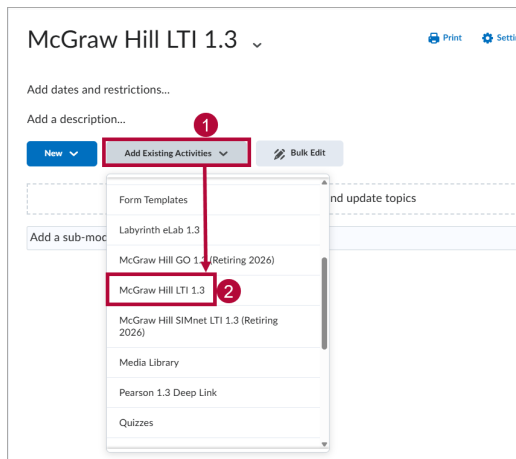 McGraw Hill LTI 1.3
Print
Add dates and restrictions...
Add a description...
1
New
Add Existing Activities
Bulk Edit
Form Templates
nd update topics
Labyrinth eLab 1.3
Add a sub-mod
McGraw Hill GO 1.3 (Retiring 2026)
McGraw Hill LTI 1.3
2
McGraw Hill SIMnet LTI 1.3 (Retiring
2026)
Media Library
Pearson 1.3 Deep Link
Quizzes